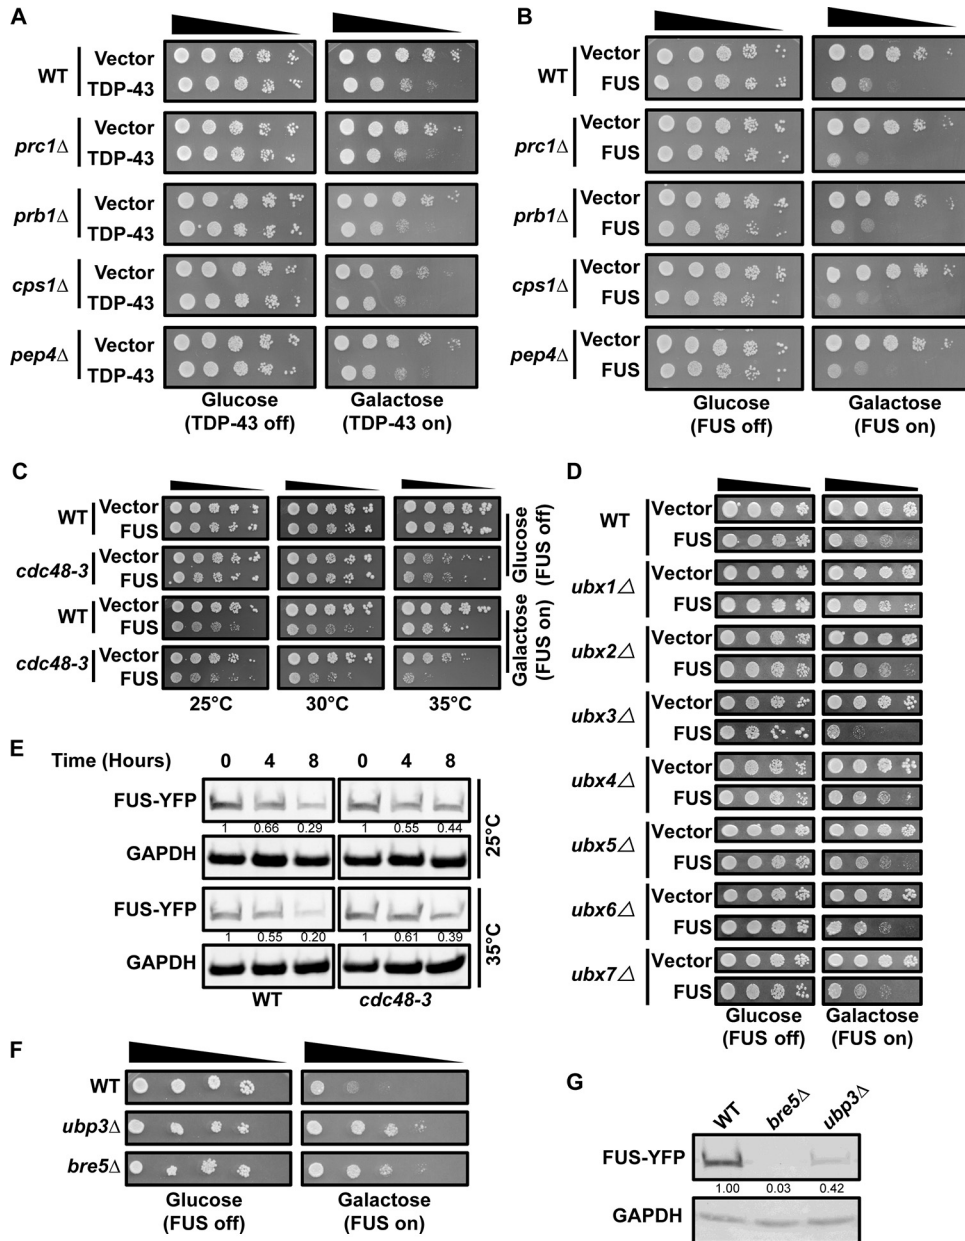 A
WT
Vector
TDP-43
prc1Δ
Vector
TDP-43
prb1Δ
Vector
TDP-43
cps1Δ
Vector
TDP-43
pep4Δ
Vector
TDP-43
Glucose
(TDP-43 off)
Galactose
(TDP-43 on)
B
WT
Vector
FUS
prc1Δ
Vector
FUS
prb1Δ
Vector
FUS
cps1Δ
Vector
FUS
pep4Δ
Vector
FUS
Glucose
(FUS off)
Galactose
(FUS on)
C
WT
Vector
FUS
cdc48-3
Vector
FUS
WT
Vector
FUS
cdc48-3
Vector
FUS
25°C 30°C 35°C
Glucose
(FUS off)
Galactose
(FUS on)
D
WT
Vector
FUS
ubx1△
Vector
FUS
ubx2△
Vector
FUS
ubx3△
Vector
FUS
ubx4△
Vector
FUS
ubx5△
Vector
FUS
ubx6△
Vector
FUS
ubx7△
Vector
FUS
Glucose
(FUS off)
Galactose
(FUS on)
E
Time (Hours) 0 4 8 0 4 8
FUS-YFP
1 0.66 0.29 1 0.55 0.44
GAPDH
25°C
FUS-YFP
1 0.55 0.20 1 0.61 0.39
GAPDH
35°C
WT cdc48-3
F
WT
ubp3Δ
bre5Δ
Glucose
(FUS off)
Galactose
(FUS on)
G
WT bre5Δ ubp3Δ
FUS-YFP
1.00 0.03 0.42
GAPDH